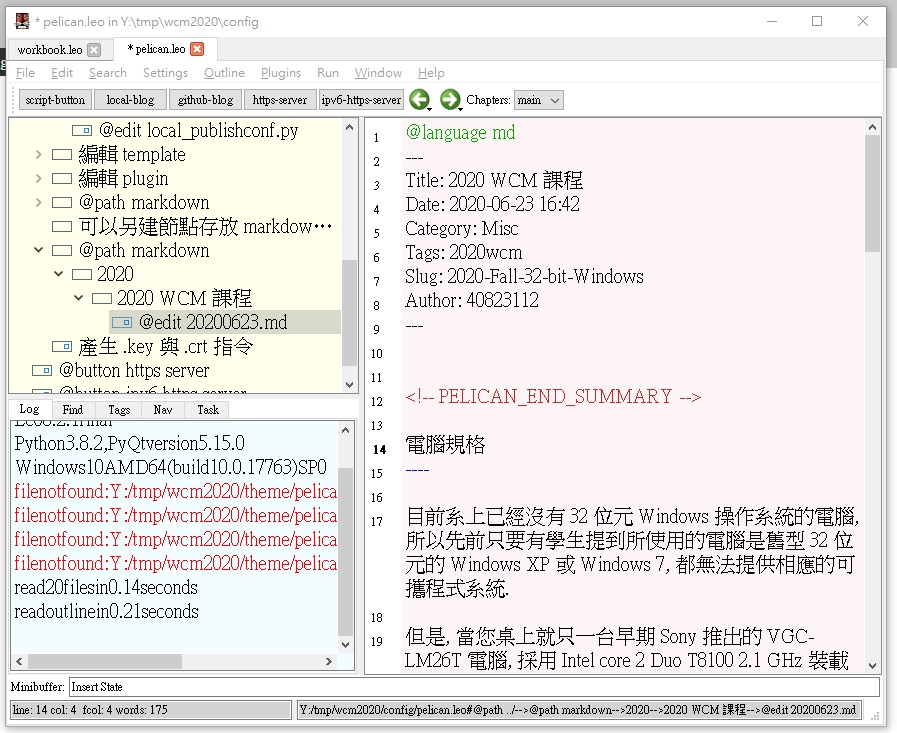 * pelican.leo in Y:\tmp\wcm2020\config
workbook.leo
* pelican.leo
File Edit Search Settings Outline Plugins Run Window Help
script-button local-blog github-blog https-server ipv6-https-server Chapters: main
@edit local_publishconf.py
編輯 template
編輯 plugin
@path markdown
可以另建節點存放 markdow…
@path markdown
2020
2020 WCM 課程
@edit 20200623.md
產生 .key 與 .crt 指令
@button https server
@button ipv6 https server
Log Find Tags Nav Task
Python3.8.2,PyQtversion5.15.0
Windows10AMD64(build10.0.17763)SP0
filenotfound:Y:/tmp/wcm2020/theme/pelica
filenotfound:Y:/tmp/wcm2020/theme/pelica
filenotfound:Y:/tmp/wcm2020/theme/pelica
filenotfound:Y:/tmp/wcm2020/theme/pelica
read20filesin0.14seconds
readoutlinein0.21seconds
1 @language md
2 ---
3 Title: 2020 WCM 課程
4 Date: 2020-06-23 16:42
5 Category: Misc
6 Tags: 2020wcm
7 Slug: 2020-Fall-32-bit-Windows
8 Author: 40823112
9 ---
10
11
12 <!-- PELICAN_END_SUMMARY -->
13
14 電腦規格
15 ----
16
17 目前系上已經沒有 32 位元 Windows 操作系統的電腦,
所以先前只要有學生提到所使用的電腦是舊型 32 位
元的 Windows XP 或 Windows 7, 都無法提供相應的可
攜程式系統.
18
19 但是, 當您桌上就只一台早期 Sony 推出的 VGC-
LM26T 電腦, 採用 Intel core 2 Duo T8100 2.1 GHz 裝載
Minibuffer: Insert State
line: 14 col: 4 fcol: 4 words: 175
Y:/tmp/wcm2020/config/pelican.leo#@path ../-->@path markdown-->2020-->2020 WCM 課程-->@edit 20200623.md